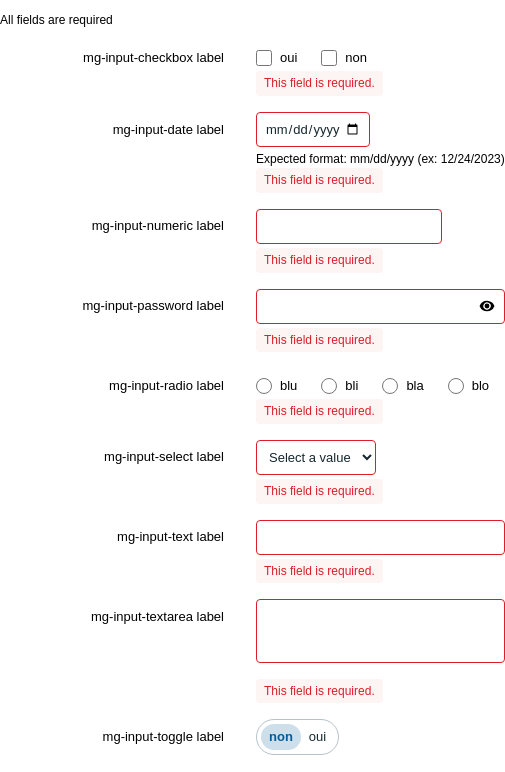 All fields are required
mg-input-checkbox label oui non
This field is required.
mg-input-date label mm/dd/yyyy
Expected format: mm/dd/yyyy (ex: 12/24/2023)
This field is required.
mg-input-numeric label
This field is required.
mg-input-password label
This field is required.
mg-input-radio label blu bli bla blo
This field is required.
mg-input-select label Select a value
This field is required.
mg-input-text label
This field is required.
mg-input-textarea label
This field is required.
mg-input-toggle label non oui